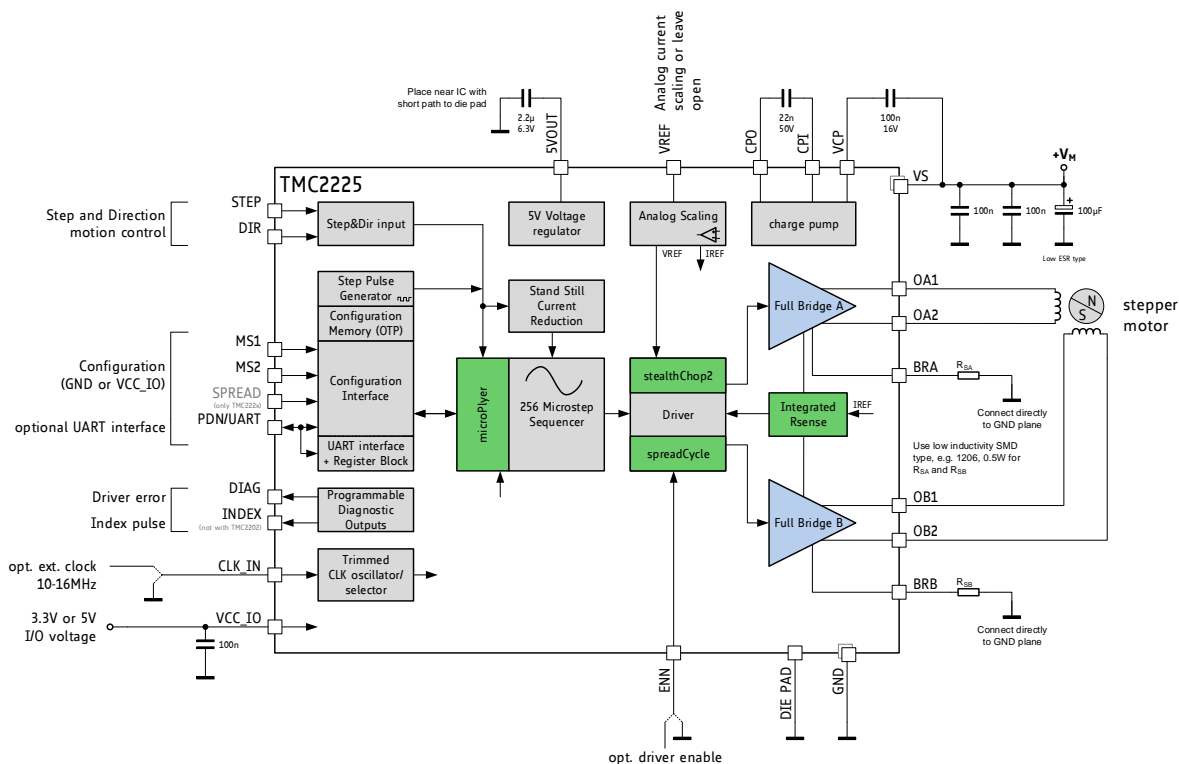 Place near IC with
short path to die pad
2.2µ
6.3V
5VOUT
Analog current
scaling or leave
open
VREF
CPO
22n
50V
CPI
VCP
100n
16V
+VM
VS
100n
100n
+
100µF
Low ESR type
TMC2225
Step and Direction
motion control
STEP
DIR
Step&Dir input
5V Voltage
regulator
Analog Scaling
VREF
IREF
charge pump
Step Pulse
Generator
Configuration
Memory (OTP)
Stand Still
Current
Reduction
Full Bridge A
OA1
OA2
N
S
stepper
motor
Configuration
(GND or VCC_IO)
optional UART interface
MS1
MS2
SPREAD
(only TMC222x)
PDN/UART
Configuration
Interface
UART interface
+ Register Block
microPlyer
256 Microstep
Sequencer
stealthChop2
Driver
spreadCycle
Integrated
Rsense
IREF
BRA
RSA
Connect directly
to GND plane
Use low inductivity SMD
type, e.g. 1206, 0.5W for
RSA and RSB
Driver error
Index pulse
DIAG
INDEX
(not with TMC2202)
Programmable
Diagnostic
Outputs
Full Bridge B
OB1
OB2
opt. ext. clock
10-16MHz
CLK_IN
Trimmed
CLK oscillator/
selector
BRB
RSB
Connect directly
to GND plane
3.3V or 5V
I/O voltage
VCC_IO
100n
ENN
DIE PAD
GND
opt. driver enable